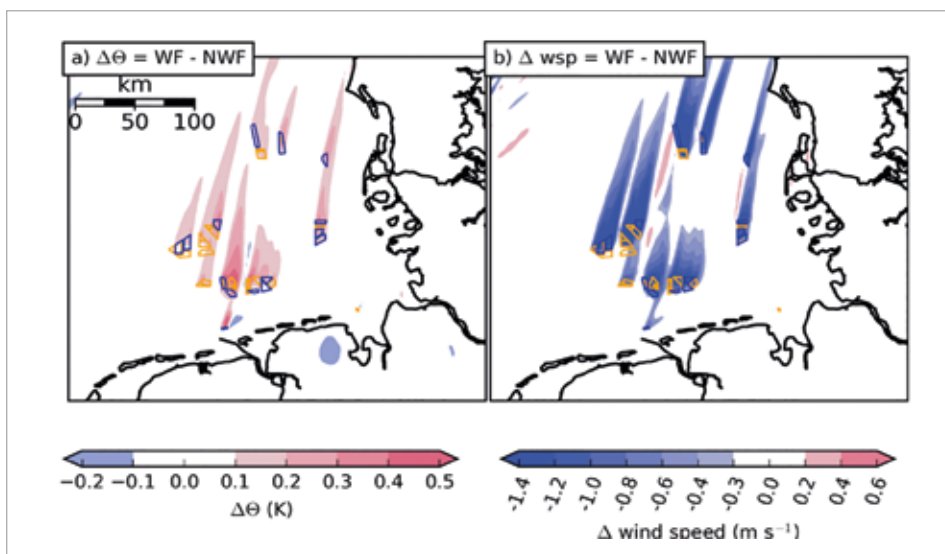 a) ΔΘ = WF - NWF
km
0 50 100
b) Δ wsp = WF - NWF
−0.2 −0.1 0.0 0.1 0.2 0.3 0.4 0.5
ΔΘ (K)
-1.4 -1.2 -1.0 -0.8 -0.6 -0.4 -0.2 0.0 0.2 0.4 0.6
Δ wind speed (m s⁻¹)